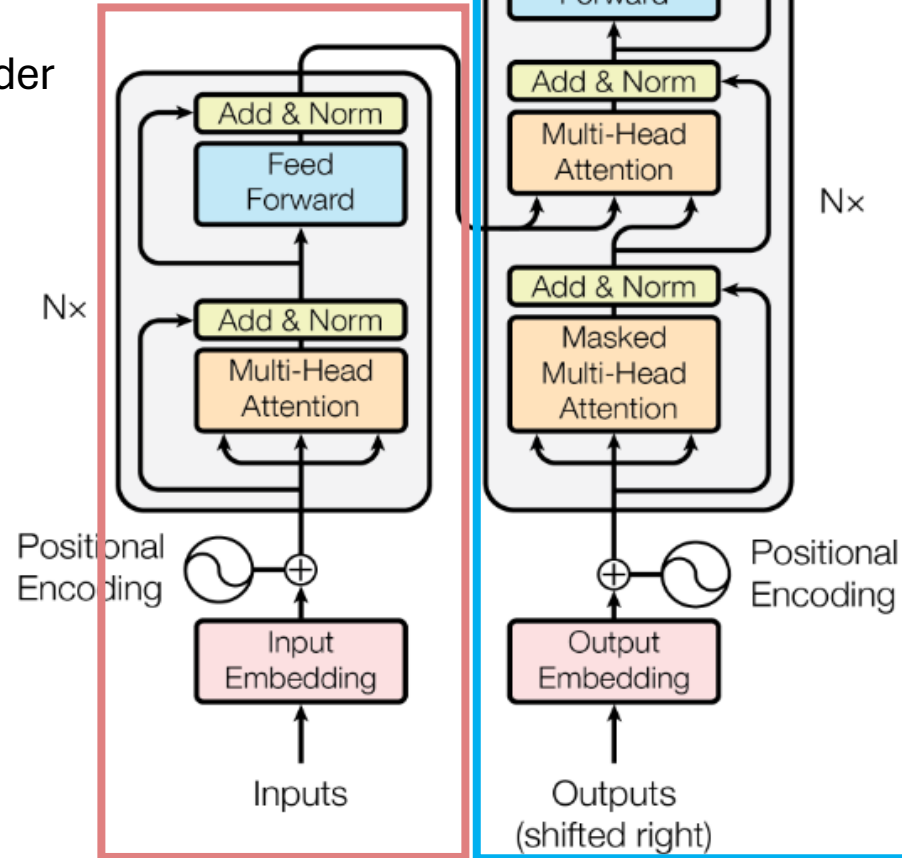 der
Add & Norm
Feed
Forward
Nx
Add & Norm
Multi-Head
Attention
Positional
Encoding
Input
Embedding
Inputs
Forward
Add & Norm
Multi-Head
Attention
Nx
Add & Norm
Masked
Multi-Head
Attention
Positional
Encoding
Output
Embedding
Outputs
(shifted right)